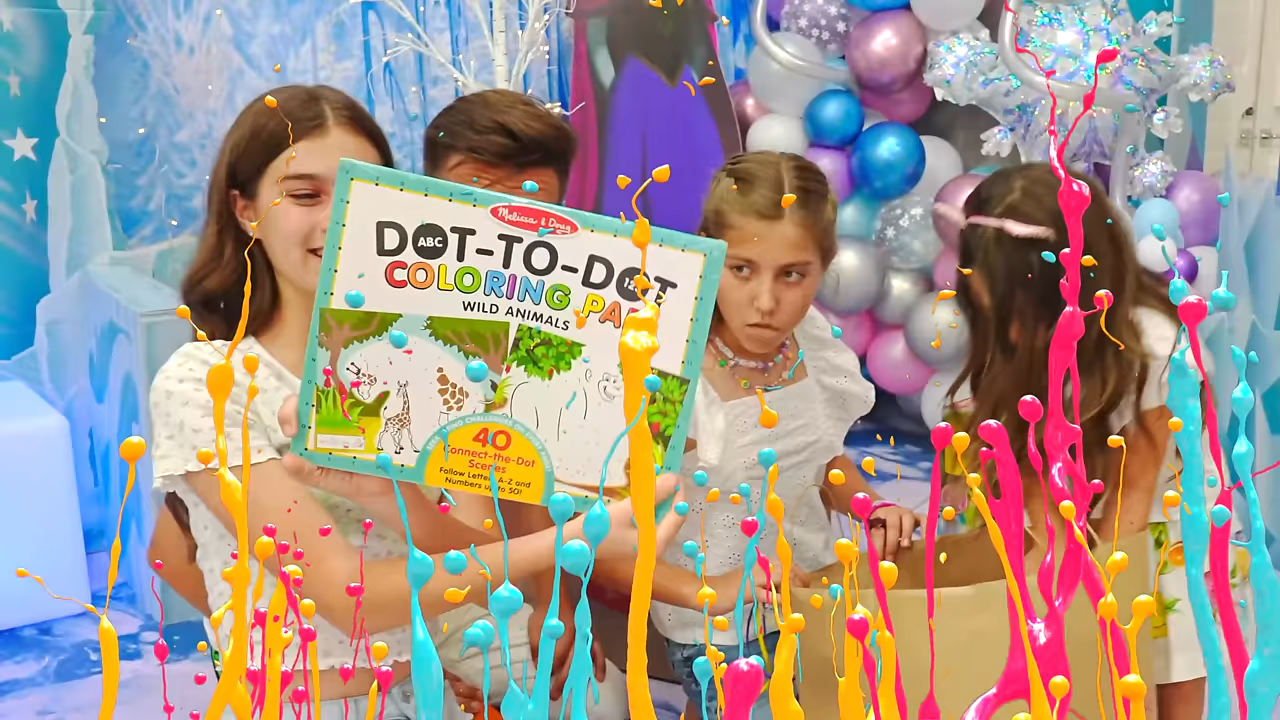 Melissa & Doug
DOT-TO-DOT
ABC
COLORING PA
WILD ANIMALS
40
Connect-the-Dot
Scenes
Follow Letters A-Z and
Numbers up to 50!